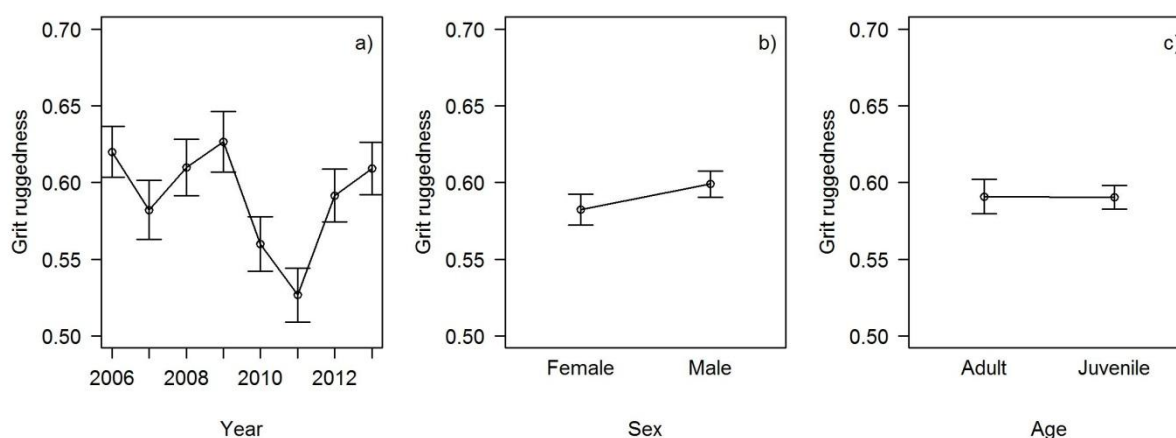 a)
0.70
0.65
0.60
0.55
0.50
Grit ruggedness
2006 2008 2010 2012
Year
b)
0.70
0.65
0.60
0.55
0.50
Grit ruggedness
Female Male
Sex
c)
0.70
0.65
0.60
0.55
0.50
Grit ruggedness
Adult Juvenile
Age